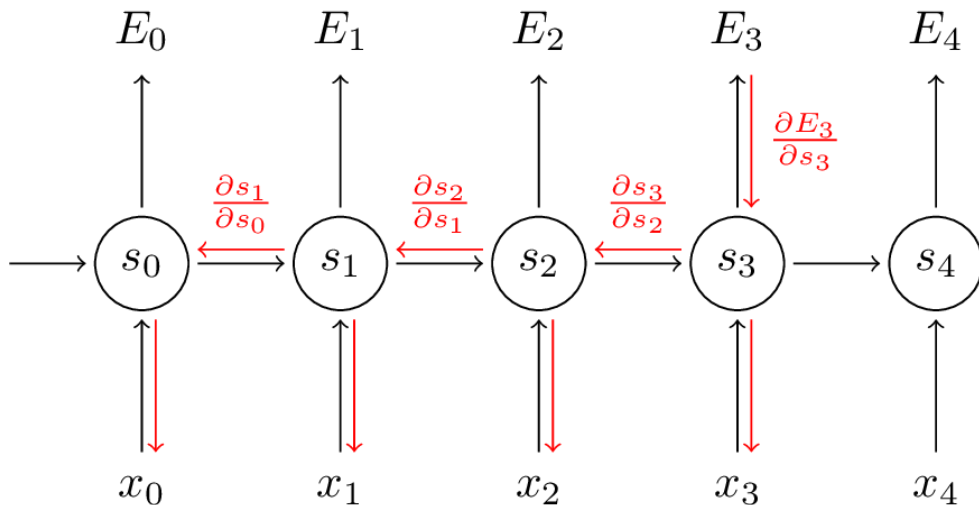 E₀ E₁ E₂ E₃ E₄
∂E₃/∂s₃
∂s₁/∂s₀ ∂s₂/∂s₁ ∂s₃/∂s₂
s₀ s₁ s₂ s₃ s₄
x₀ x₁ x₂ x₃ x₄